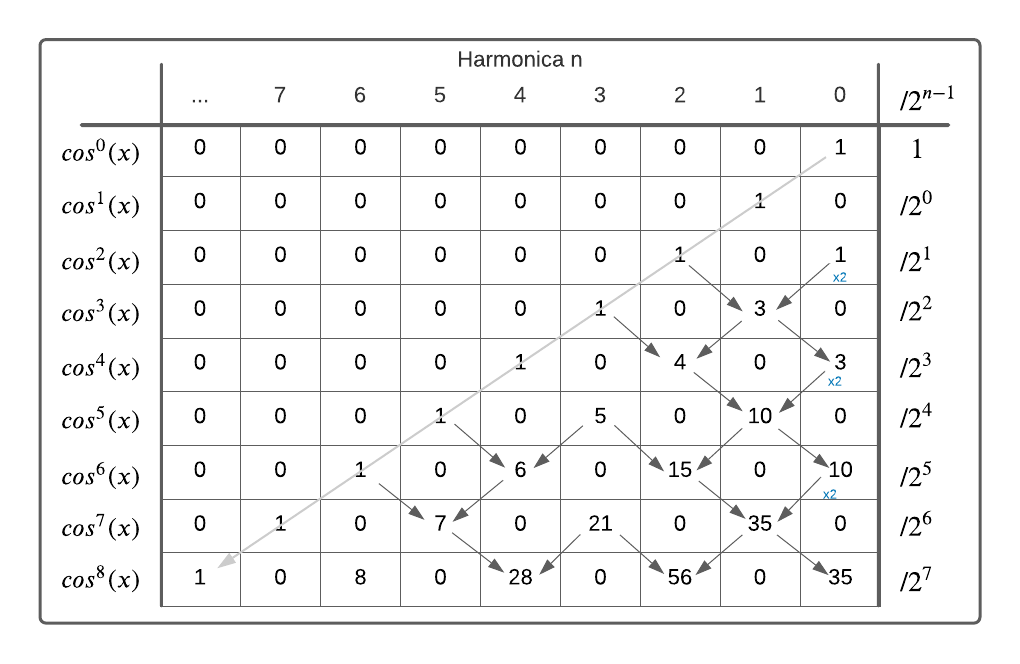 Harmonica n
... 7 6 5 4 3 2 1 0 /2^{n−1}
cos^0(x) 0 0 0 0 0 0 0 0 1 1
cos^1(x) 0 0 0 0 0 0 0 1 0 /2^0
cos^2(x) 0 0 0 0 0 0 1 0 1 /2^1
x2
cos^3(x) 0 0 0 0 0 1 0 3 0 /2^2
cos^4(x) 0 0 0 0 1 0 4 0 3 /2^3
x2
cos^5(x) 0 0 0 1 0 5 0 10 0 /2^4
cos^6(x) 0 0 1 0 6 0 15 0 10 /2^5
x2
cos^7(x) 0 1 0 7 0 21 0 35 0 /2^6
cos^8(x) 1 0 8 0 28 0 56 0 35 /2^7